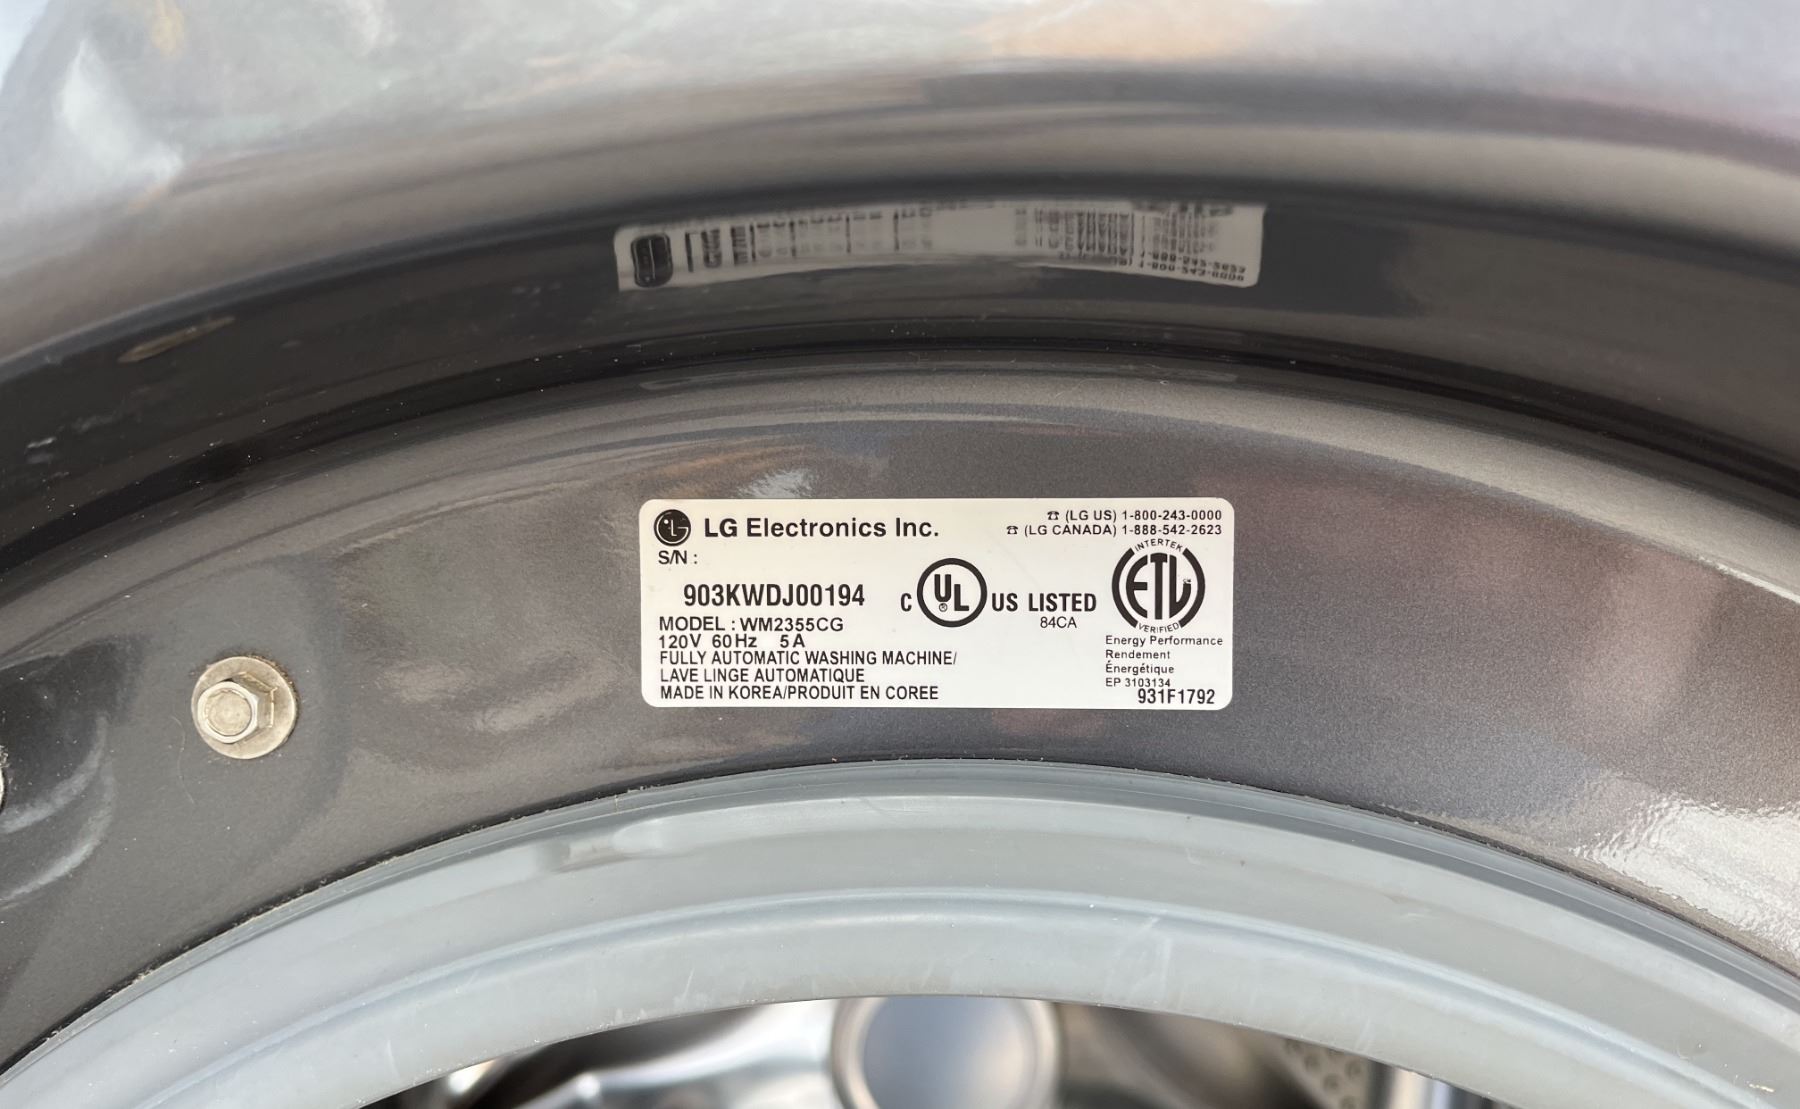 LG Electronics Inc.
☎ (LG US) 1-800-243-0000
☎ (LG CANADA) 1-888-542-2623
S/N :
903KWDJ00194
MODEL : WM2355CG
120V 60Hz 5A
FULLY AUTOMATIC WASHING MACHINE/
LAVE LINGE AUTOMATIQUE
MADE IN KOREA/PRODUIT EN COREE
C UL US LISTED
84CA
INTERTEK
ETL
VERIFIED
Energy Performance
Rendement
Énergétique
EP 3103134
931F1792